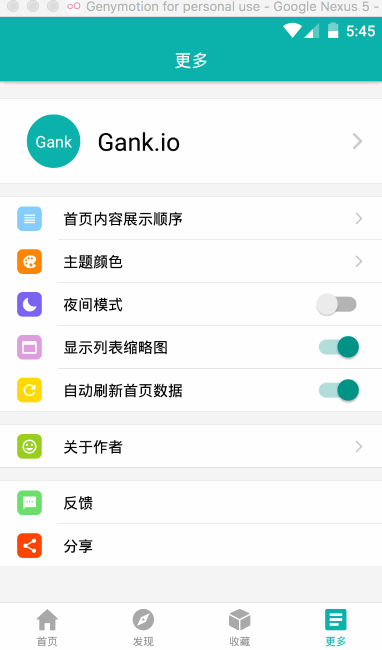 Genymotion for personal use - Google Nexus 5 -
5:45
更多
Gank
Gank.io
首页内容展示顺序
主题颜色
夜间模式
显示列表缩略图
自动刷新首页数据
关于作者
反馈
分享
首页
发现
收藏
更多